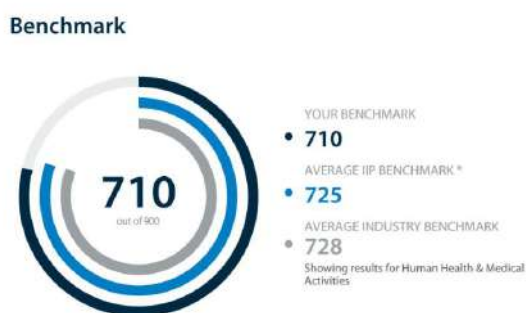 Benchmark
710
out of 900
YOUR BENCHMARK
• 710
AVERAGE IIP BENCHMARK *
• 725
AVERAGE INDUSTRY BENCHMARK
• 728
Showing results for Human Health & Medical
Activities